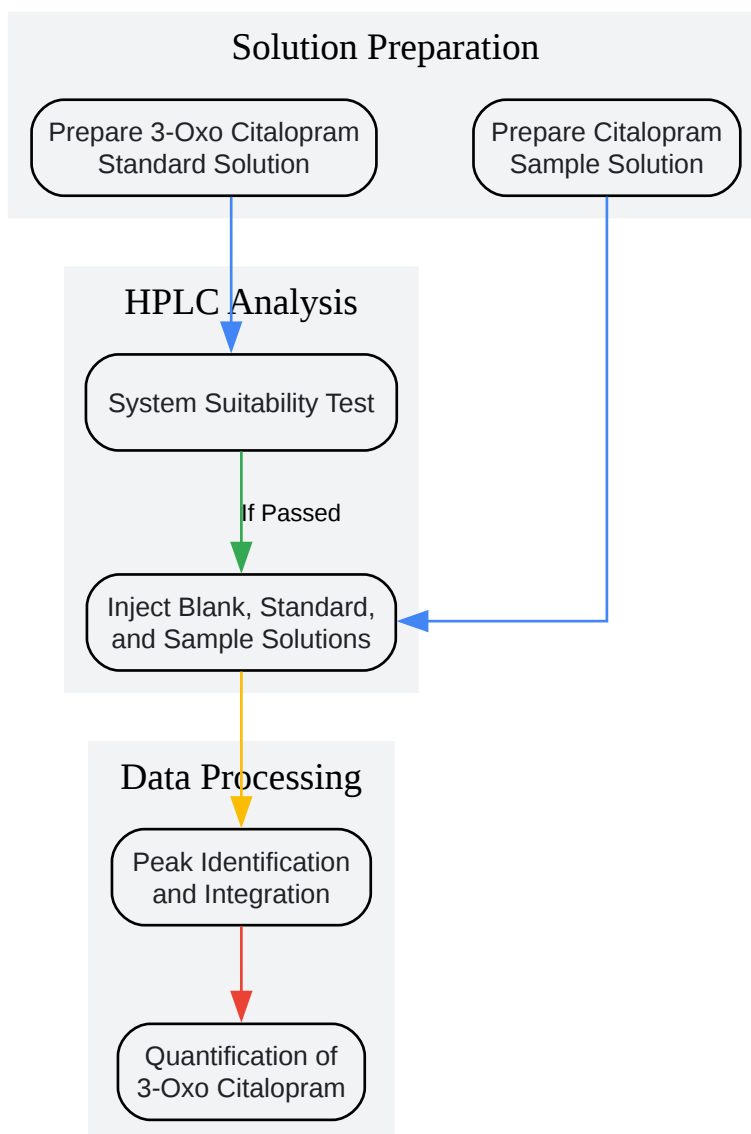 Solution Preparation
Prepare 3-Oxo Citalopram
Standard Solution
Prepare Citalopram
Sample Solution
HPLC Analysis
System Suitability Test
If Passed
Inject Blank, Standard,
and Sample Solutions
Data Processing
Peak Identification
and Integration
Quantification of
3-Oxo Citalopram